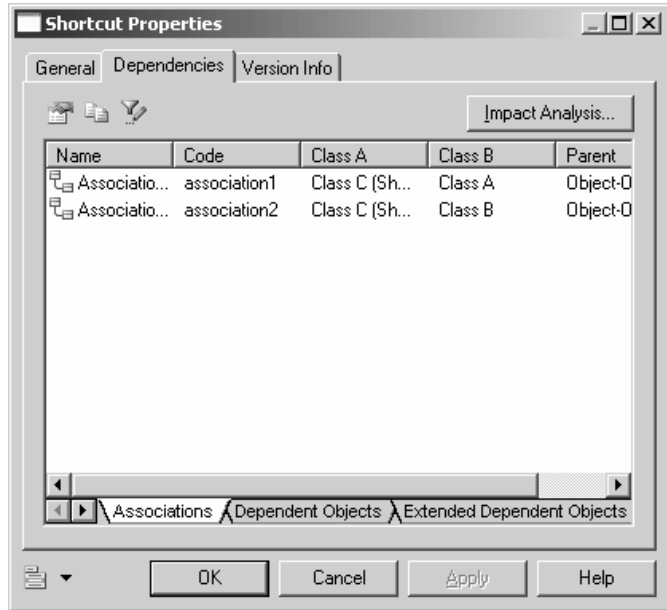 Shortcut Properties
General Dependencies Version Info
Impact Analysis...
Name Code Class A Class B Parent
Associatio... association1 Class C (Sh... Class A Object-O
Associatio... association2 Class C (Sh... Class B Object-O
Associations Dependent Objects Extended Dependent Objects
OK Cancel Apply Help